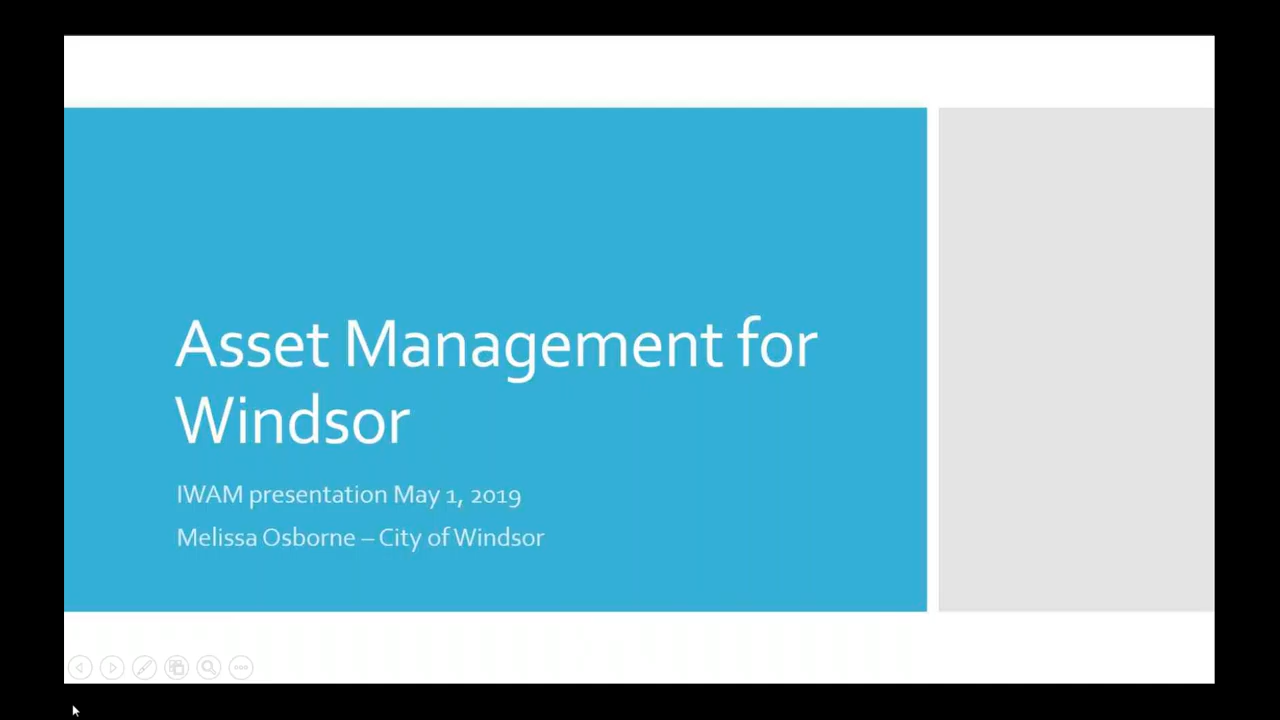 Asset Management for
Windsor
IWAM presentation May 1, 2019
Melissa Osborne – City of Windsor